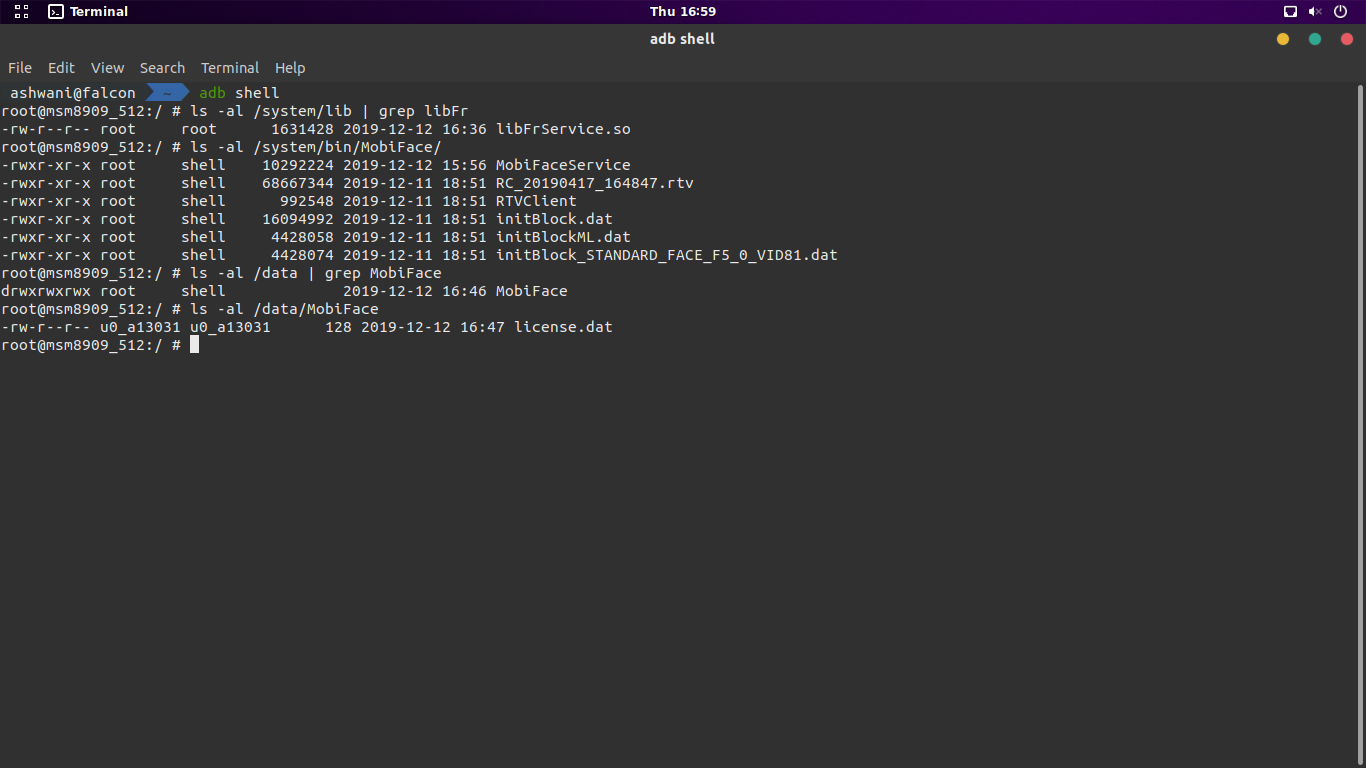 Terminal
Thu 16:59
adb shell
File Edit View Search Terminal Help
ashwani@falcon ~ adb shell
root@msm8909_512:/ # ls -al /system/lib | grep libFr
-rw-r--r-- root     root      1631428 2019-12-12 16:36 libFrService.so
root@msm8909_512:/ # ls -al /system/bin/MobiFace/
-rwxr-xr-x root     shell    10292224 2019-12-12 15:56 MobiFaceService
-rwxr-xr-x root     shell    68667344 2019-12-11 18:51 RC_20190417_164847.rtv
-rwxr-xr-x root     shell      992548 2019-12-11 18:51 RTVClient
-rwxr-xr-x root     shell    16094992 2019-12-11 18:51 initBlock.dat
-rwxr-xr-x root     shell     4428058 2019-12-11 18:51 initBlockML.dat
-rwxr-xr-x root     shell     4428074 2019-12-11 18:51 initBlock_STANDARD_FACE_F5_0_VID81.dat
root@msm8909_512:/ # ls -al /data | grep MobiFace
drwxrwxrwx root     shell             2019-12-12 16:46 MobiFace
root@msm8909_512:/ # ls -al /data/MobiFace
-rw-r--r-- u0_a13031 u0_a13031      128 2019-12-12 16:47 license.dat
root@msm8909_512:/ #